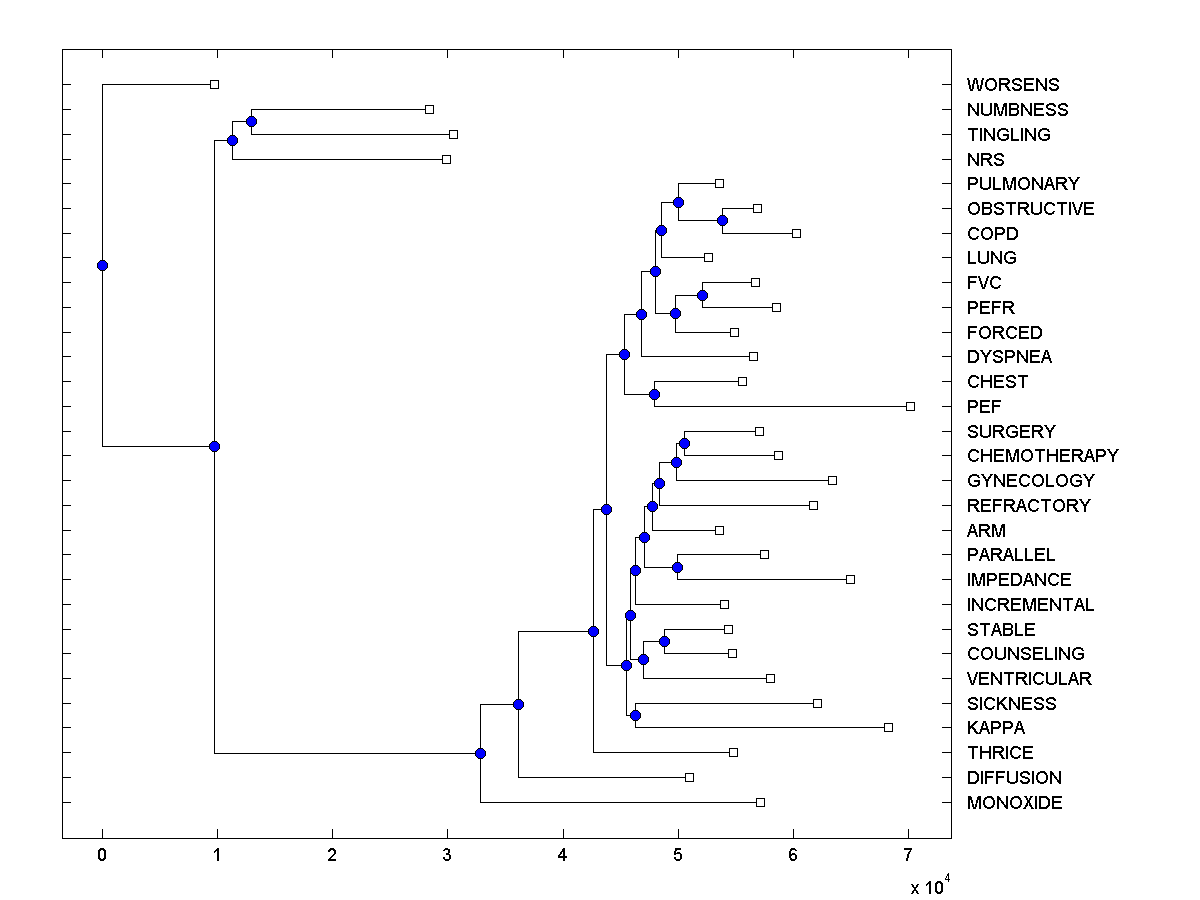 WORSENS
NUMBNESS
TINGLING
NRS
PULMONARY
OBSTRUCTIVE
COPD
LUNG
FVC
PEFR
FORCED
DYSPNEA
CHEST
PEF
SURGERY
CHEMOTHERAPY
GYNECOLOGY
REFRACTORY
ARM
PARALLEL
IMPEDANCE
INCREMENTAL
STABLE
COUNSELING
VENTRICULAR
SICKNESS
KAPPA
THRICE
DIFFUSION
MONOXIDE
0 1 2 3 4 5 6 7
x 10^4